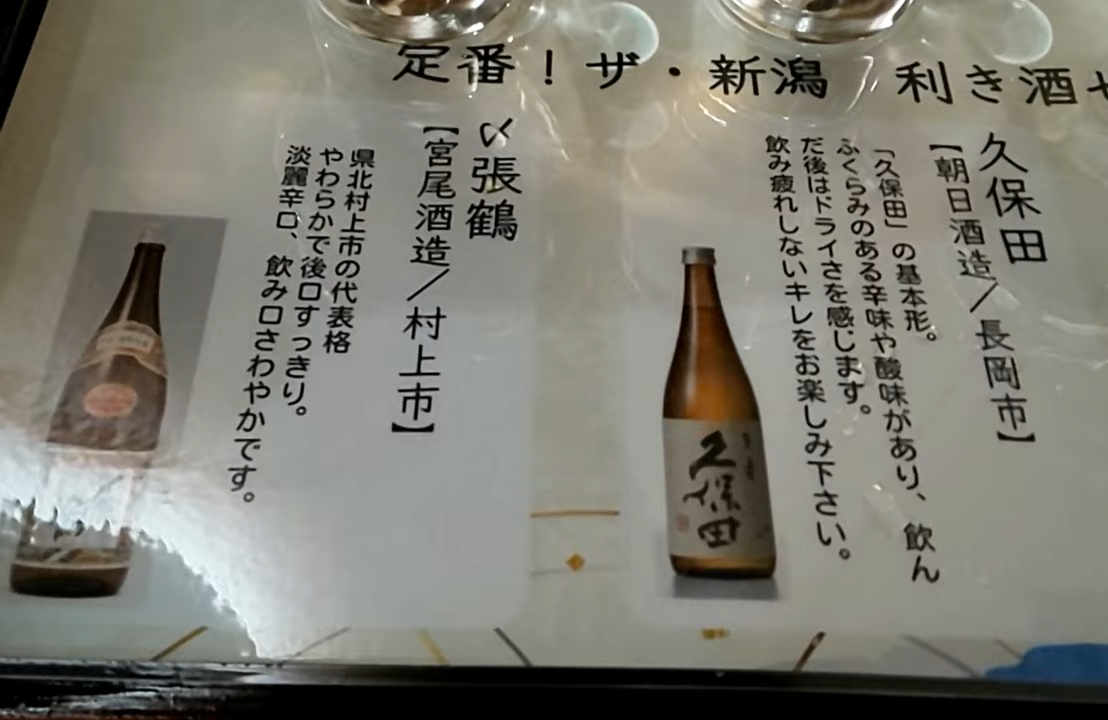 定番！ザ・新潟 利き酒セ
久保田
【朝日酒造／長岡市】
「久保田」の基本形。
ふくらみのある辛味や酸味があり、飲ん
だ後はドライさを感じます。
飲み疲れしないキレをお楽しみ下さい。
久保田
〆張鶴
【宮尾酒造／村上市】
県北村上市の代表格
やわらかで後口すっきり。
淡麗辛口、飲み口さわやかです。